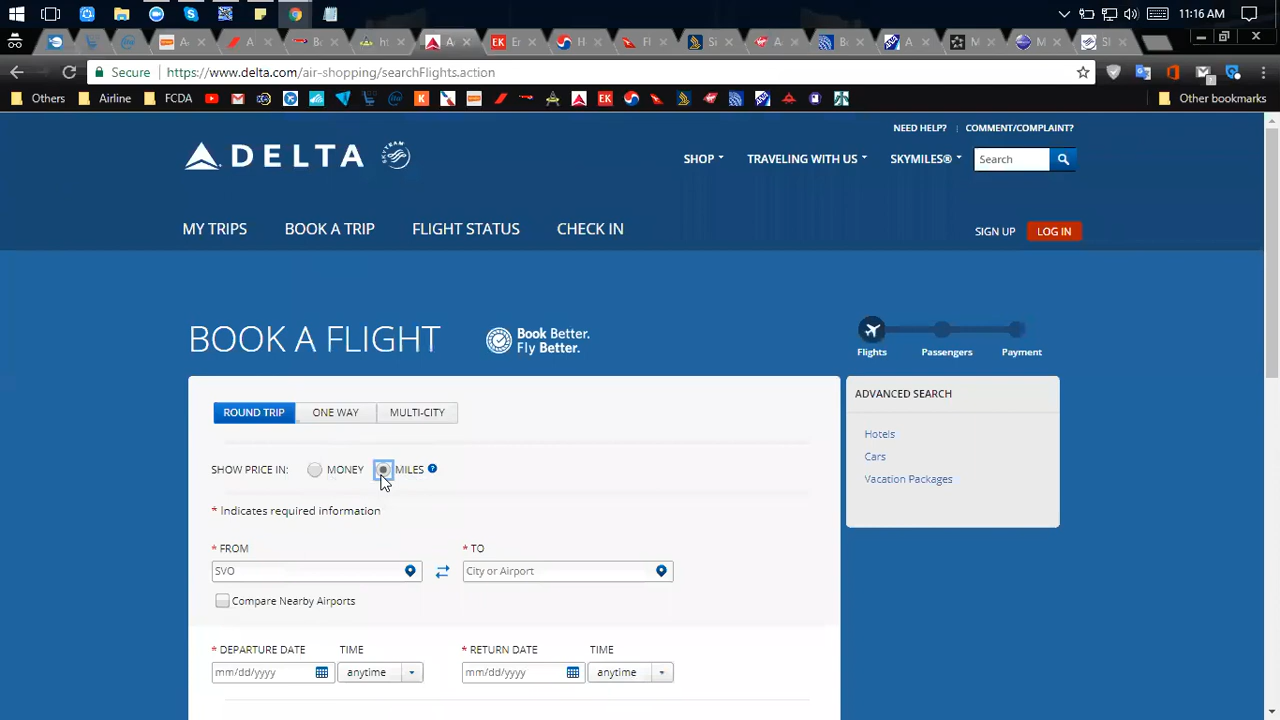 11:16 AM
Secure https://www.delta.com/air-shopping/searchFlights.action
Others Airline FCDA Other bookmarks
NEED HELP? | COMMENT/COMPLAINT?
DELTA SHOP TRAVELING WITH US SKYMILES® Search
MY TRIPS BOOK A TRIP FLIGHT STATUS CHECK IN SIGN UP LOG IN
BOOK A FLIGHT Book Better.
Fly Better.
Flights Passengers Payment
ROUND TRIP ONE WAY MULTI-CITY
ADVANCED SEARCH
Hotels
Cars
Vacation Packages
SHOW PRICE IN: MONEY MILES ?
* Indicates required information
* FROM * TO
SVO City or Airport
Compare Nearby Airports
* DEPARTURE DATE TIME * RETURN DATE TIME
mm/dd/yyyy anytime mm/dd/yyyy anytime